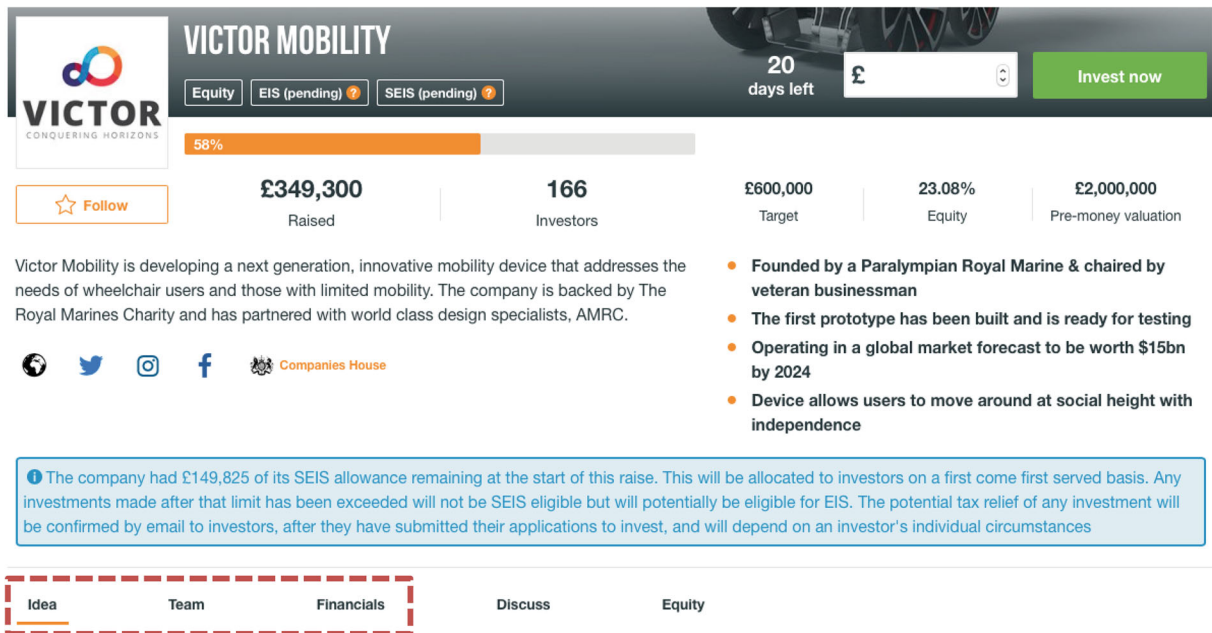 VICTOR MOBILITY
VICTOR
CONQUERING HORIZONS
Equity EIS (pending) ? SEIS (pending) ?
20
days left
£
Invest now
58%
Follow
£349,300
Raised
166
Investors
£600,000
Target
23.08%
Equity
£2,000,000
Pre-money valuation
Victor Mobility is developing a next generation, innovative mobility device that addresses the
needs of wheelchair users and those with limited mobility. The company is backed by The
Royal Marines Charity and has partnered with world class design specialists, AMRC.
Companies House
Founded by a Paralympian Royal Marine & chaired by
veteran businessman
The first prototype has been built and is ready for testing
Operating in a global market forecast to be worth $15bn
by 2024
Device allows users to move around at social height with
independence
The company had £149,825 of its SEIS allowance remaining at the start of this raise. This will be allocated to investors on a first come first served basis. Any
investments made after that limit has been exceeded will not be SEIS eligible but will potentially be eligible for EIS. The potential tax relief of any investment will
be confirmed by email to investors, after they have submitted their applications to invest, and will depend on an investor's individual circumstances
Idea Team Financials Discuss Equity